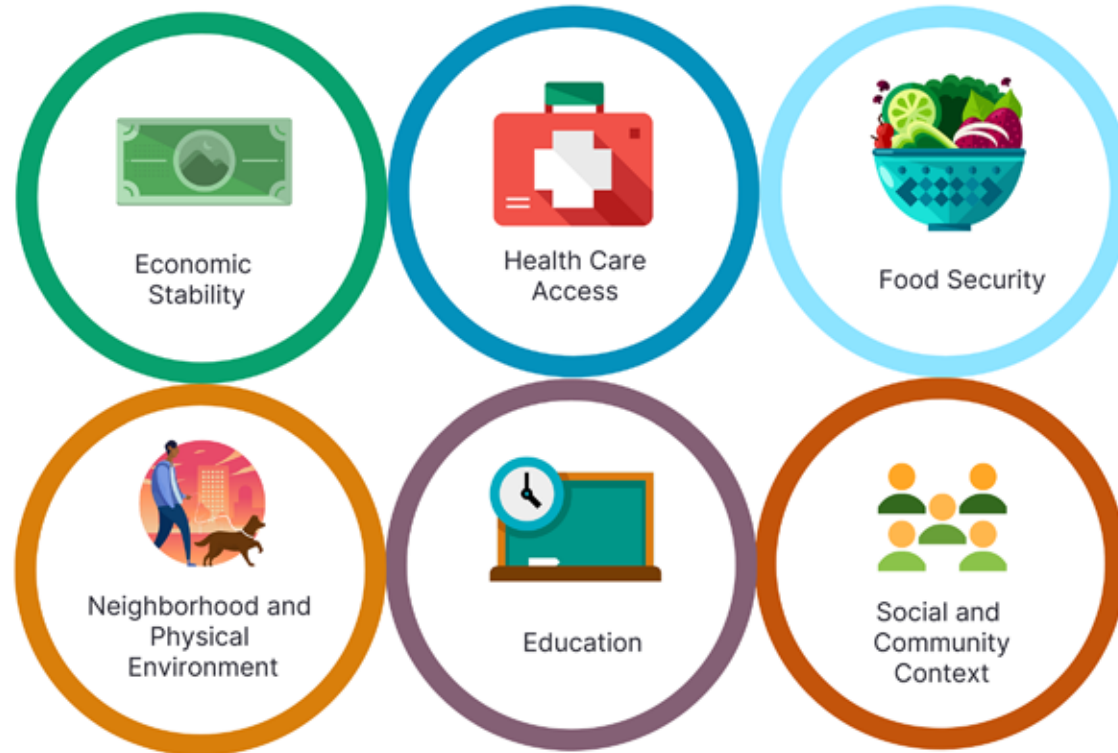 Economic
Stability
Health Care
Access
Food Security
Neighborhood and
Physical
Environment
Education
Social and
Community
Context